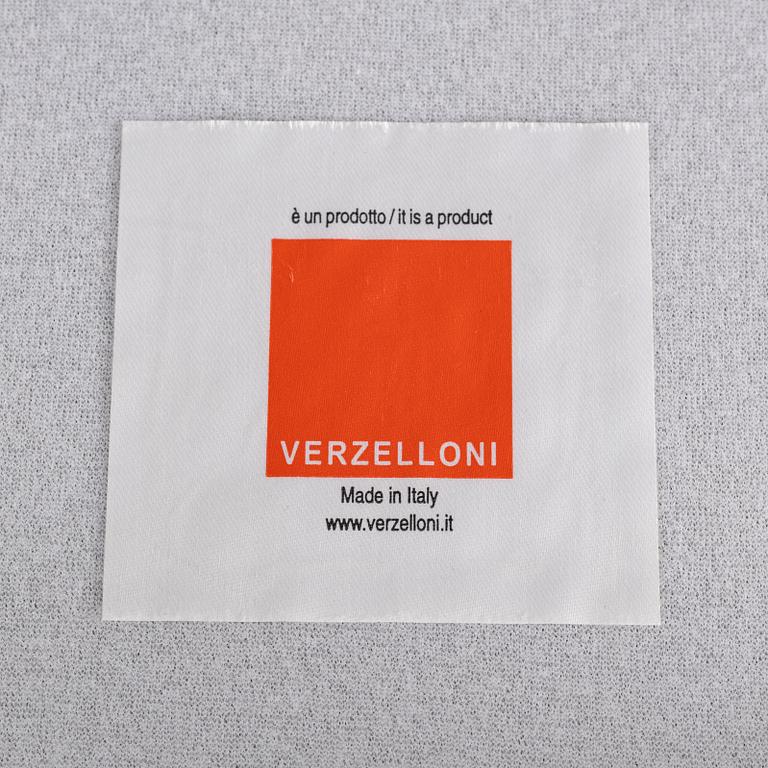 è un prodotto / it is a product
VERZELLONI
Made in Italy
www.verzelloni.it